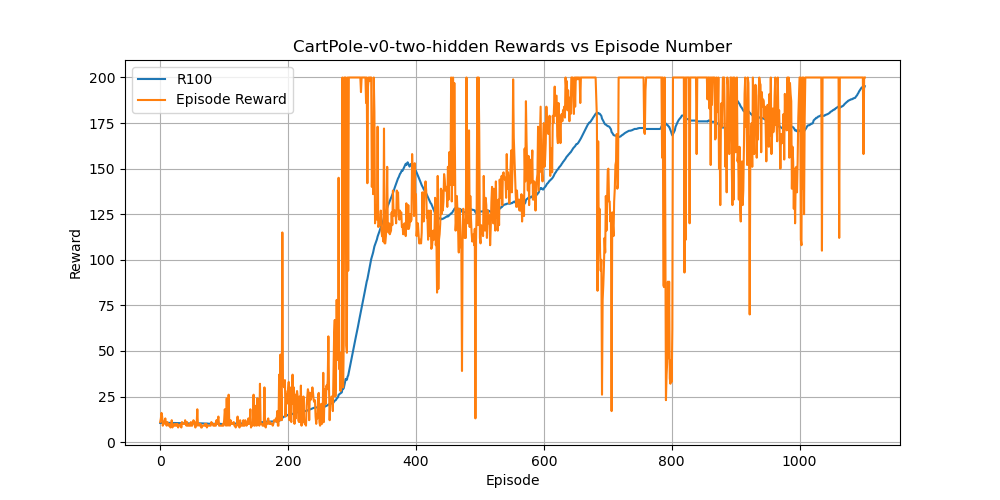 CartPole-v0-two-hidden Rewards vs Episode Number
R100
Episode Reward
200
175
150
125
100
75
50
25
0
Reward
0 200 400 600 800 1000
Episode